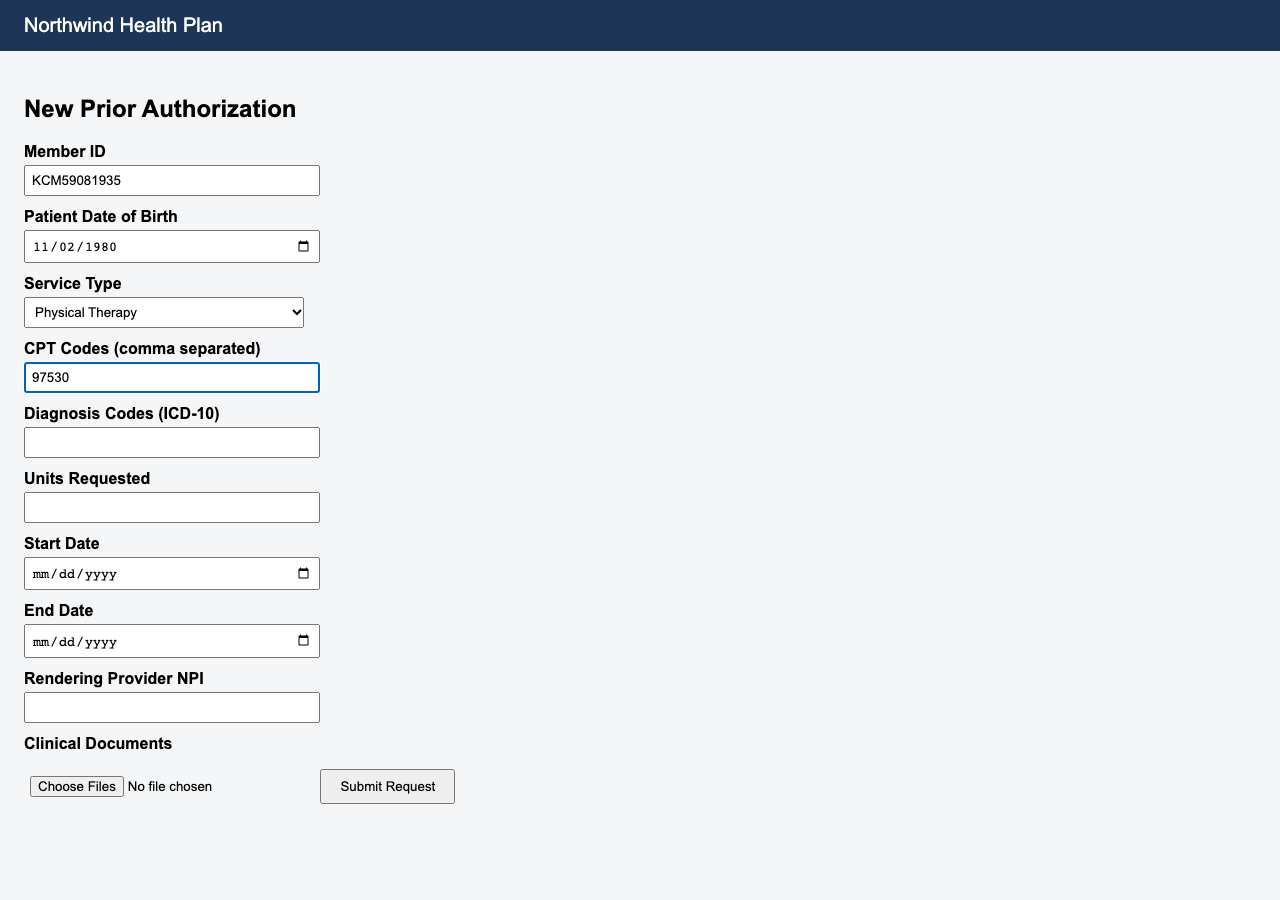 Northwind Health Plan
New Prior Authorization
Member ID
KCM59081935
Patient Date of Birth
11/02/1980
Service Type
Physical Therapy
CPT Codes (comma separated)
97530
Diagnosis Codes (ICD-10)
Units Requested
Start Date
mm/dd/yyyy
End Date
mm/dd/yyyy
Rendering Provider NPI
Clinical Documents
Choose Files No file chosen Submit Request